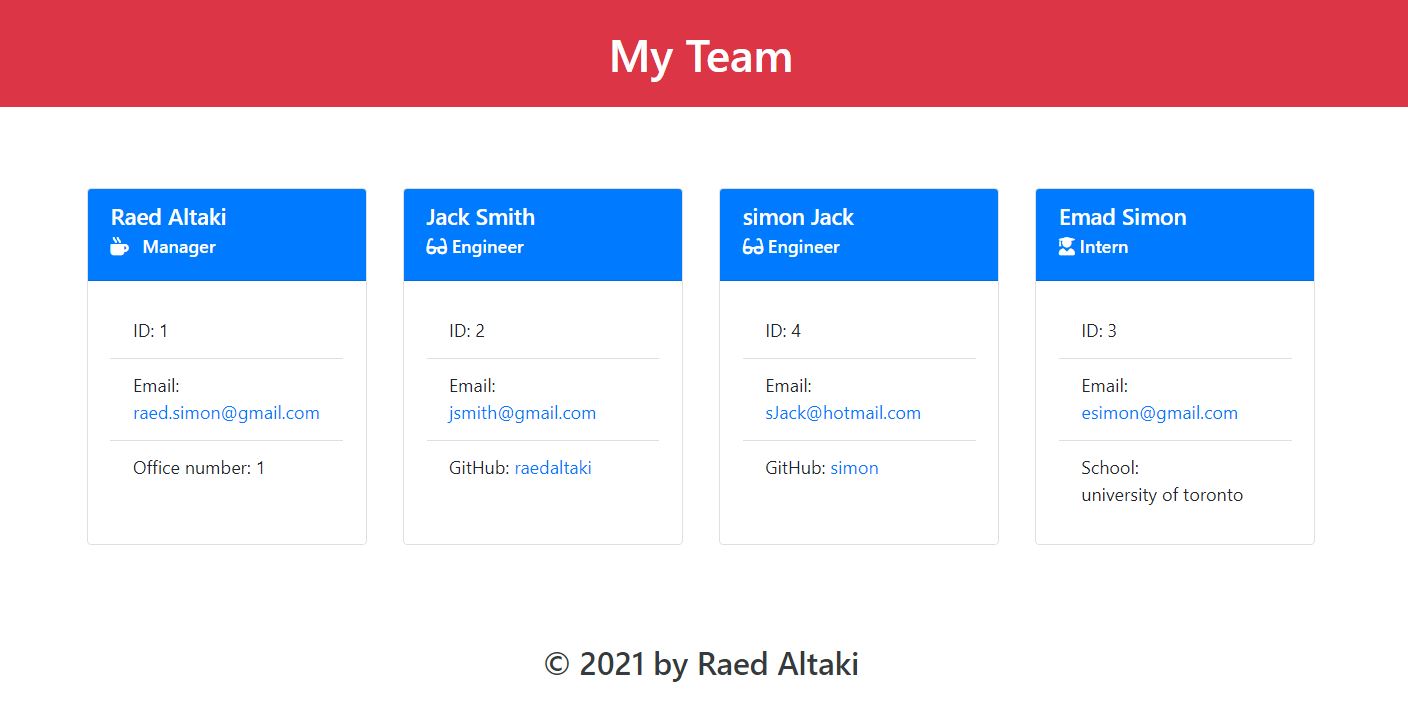 My Team
Raed Altaki
Manager
ID: 1
Email:
raed.simon@gmail.com
Office number: 1
Jack Smith
Engineer
ID: 2
Email:
jsmith@gmail.com
GitHub: raedaltaki
simon Jack
Engineer
ID: 4
Email:
sJack@hotmail.com
GitHub: simon
Emad Simon
Intern
ID: 3
Email:
esimon@gmail.com
School:
university of toronto
© 2021 by Raed Altaki